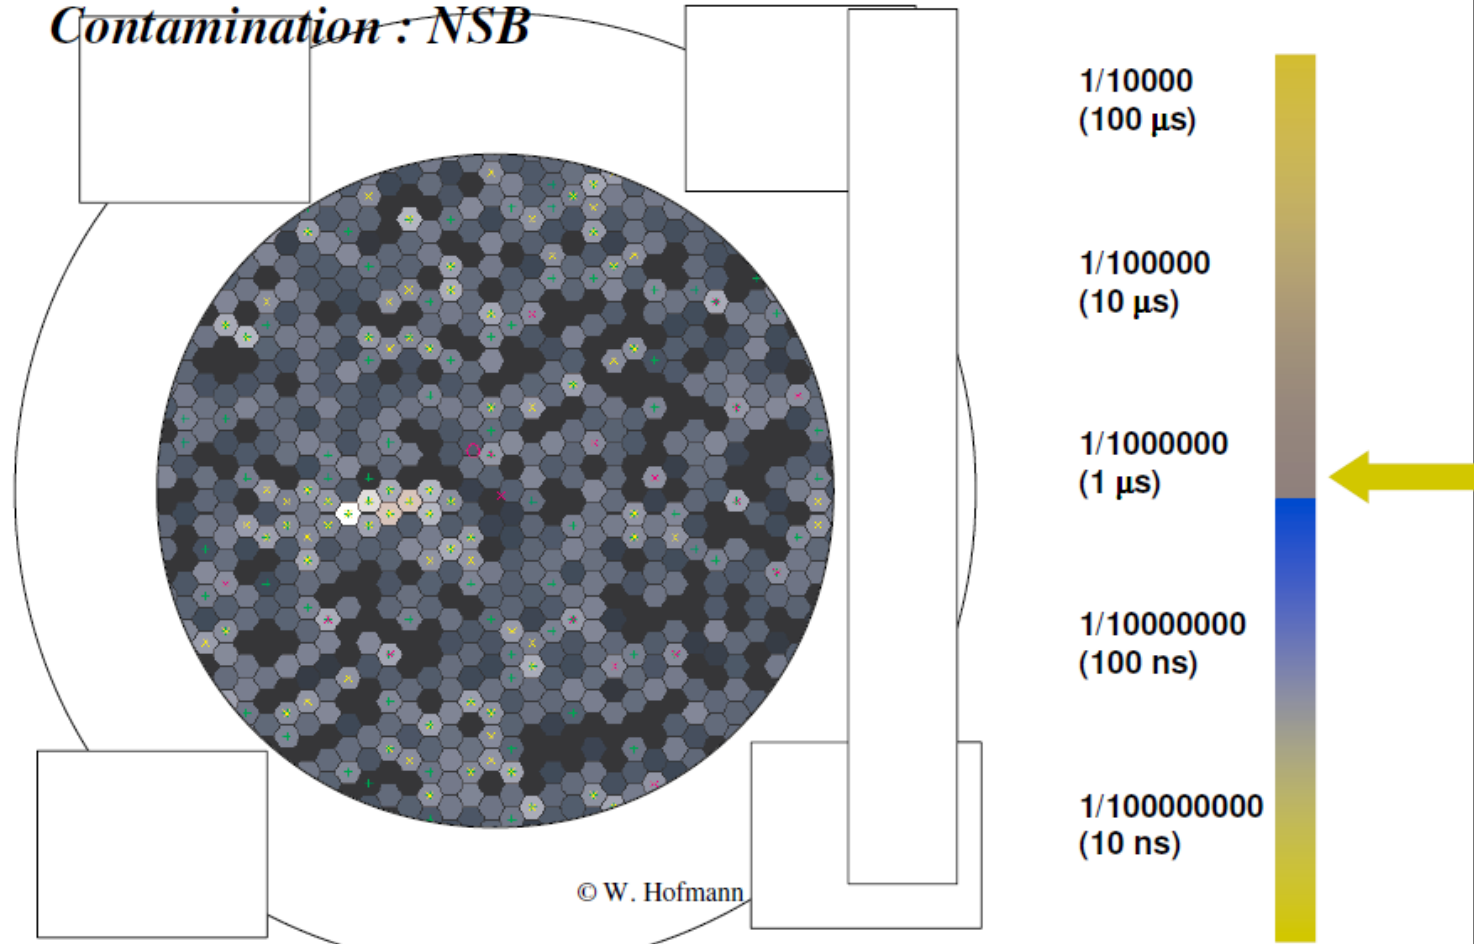 Contamination : NSB
1/10000
(100 μs)
1/100000
(10 μs)
1/1000000
(1 μs)
1/10000000
(100 ns)
1/100000000
(10 ns)
© W. Hofmann